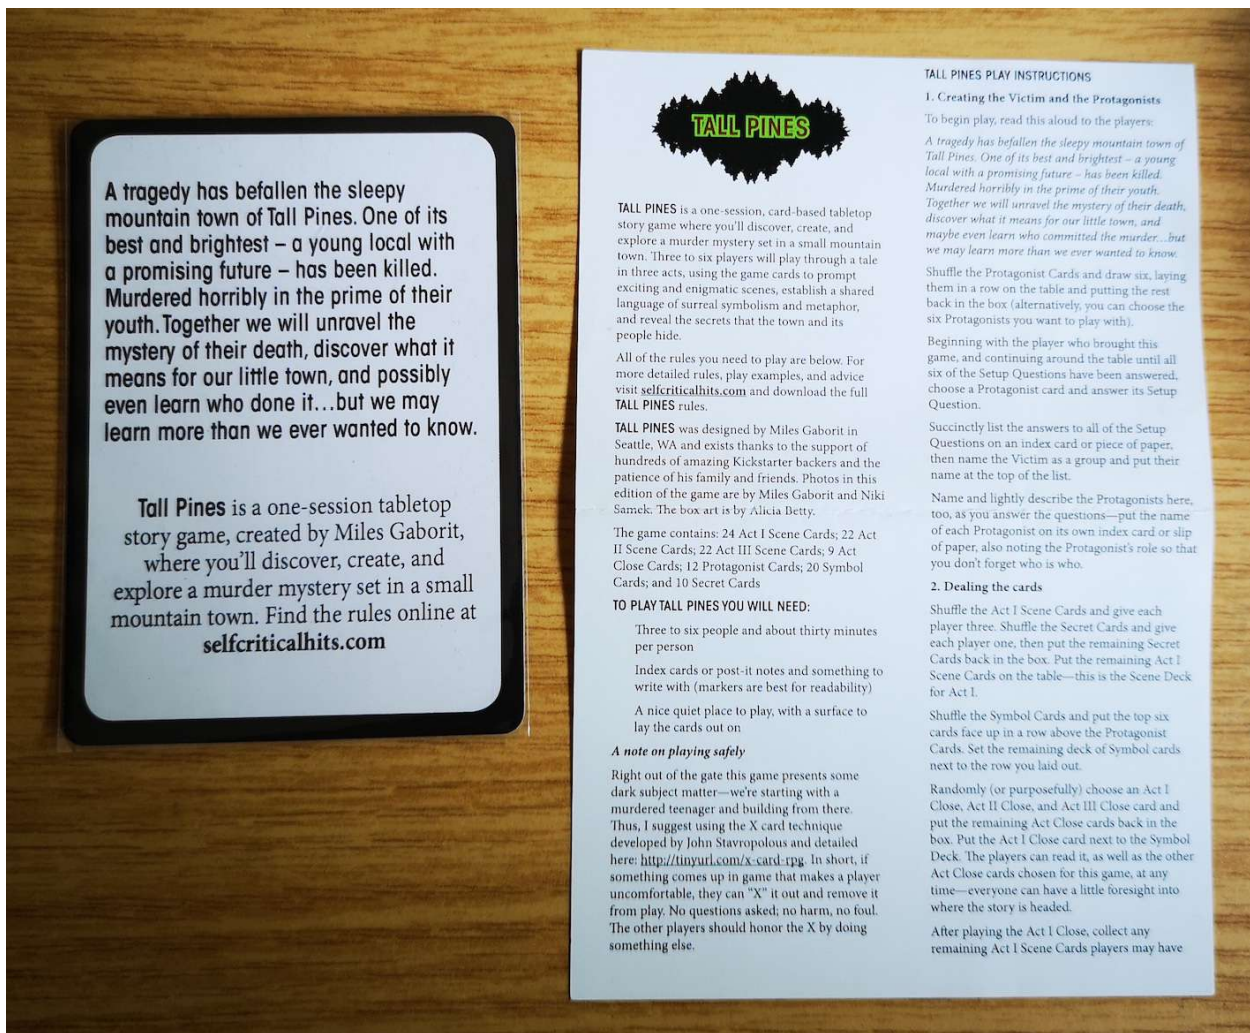 A tragedy has befallen the sleepy
mountain town of Tall Pines. One of its
best and brightest – a young local with
a promising future – has been killed.
Murdered horribly in the prime of their
youth. Together we will unravel the
mystery of their death, discover what it
means for our little town, and possibly
even learn who done it...but we may
learn more than we ever wanted to know.
Tall Pines is a one-session tabletop
story game, created by Miles Gaborit,
where you'll discover, create, and
explore a murder mystery set in a small
mountain town. Find the rules online at
selfcriticalhits.com
TALL PINES
TALL PINES is a one-session, card-based tabletop
story game where you'll discover, create, and
explore a murder mystery set in a small mountain
town. Three to six players will play through a tale
in three acts, using the game cards to prompt
exciting and enigmatic scenes, establish a shared
language of surreal symbolism and metaphor,
and reveal the secrets that the town and its
people hide.
All of the rules you need to play are below. For
more detailed rules, play examples, and advice
visit selfcriticalhits.com and download the full
TALL PINES rules.
TALL PINES was designed by Miles Gaborit in
Seattle, WA and exists thanks to the support of
hundreds of amazing Kickstarter backers and the
patience of his family and friends. Photos in this
edition of the game are by Miles Gaborit and Niki
Samek. The box art is by Alicia Betty.
The game contains: 24 Act I Scene Cards; 22 Act
II Scene Cards; 22 Act III Scene Cards; 9 Act
Close Cards; 12 Protagonist Cards; 20 Symbol
Cards; and 10 Secret Cards
TO PLAY TALL PINES YOU WILL NEED:
Three to six people and about thirty minutes
per person
Index cards or post-it notes and something to
write with (markers are best for readability)
A nice quiet place to play, with a surface to
lay the cards out on
A note on playing safely
Right out of the gate this game presents some
dark subject matter—we're starting with a
murdered teenager and building from there.
Thus, I suggest using the X card technique
developed by John Stavropolous and detailed
here: http://tinyurl.com/x-card-rpg. In short, if
something comes up in game that makes a player
uncomfortable, they can "X" it out and remove it
from play. No questions asked; no harm, no foul.
The other players should honor the X by doing
something else.
TALL PINES PLAY INSTRUCTIONS
1. Creating the Victim and the Protagonists
To begin play, read this aloud to the players:
A tragedy has befallen the sleepy mountain town of
Tall Pines. One of its best and brightest – a young
local with a promising future – has been killed.
Murdered horribly in the prime of their youth.
Together we will unravel the mystery of their death,
discover what it means for our little town, and
maybe even learn who committed the murder...but
we may learn more than we ever wanted to know.
Shuffle the Protagonist Cards and draw six, laying
them in a row on the table and putting the rest
back in the box (alternatively, you can choose the
six Protagonists you want to play with).
Beginning with the player who brought this
game, and continuing around the table until all
six of the Setup Questions have been answered,
choose a Protagonist card and answer its Setup
Question.
Succinctly list the answers to all of the Setup
Questions on an index card or piece of paper,
then name the Victim as a group and put their
name at the top of the list.
Name and lightly describe the Protagonists here,
too, as you answer the questions—put the name
of each Protagonist on its own index card or slip
of paper, also noting the Protagonist's role so that
you don't forget who is who.
2. Dealing the cards
Shuffle the Act I Scene Cards and give each
player three. Shuffle the Secret Cards and give
each player one, then put the remaining Secret
Cards back in the box. Put the remaining Act I
Scene Cards on the table—this is the Scene Deck
for Act I.
Shuffle the Symbol Cards and put the top six
cards face up in a row above the Protagonist
Cards. Set the remaining deck of Symbol cards
next to the row you laid out.
Randomly (or purposefully) choose an Act I
Close, Act II Close, and Act III Close card and
put the remaining Act Close cards back in the
box. Put the Act I Close card next to the Symbol
Deck. The players can read it, as well as the other
Act Close cards chosen for this game, at any
time—everyone can have a little foresight into
where the story is headed.
After playing the Act I Close, collect any
remaining Act I Scene Cards players may have